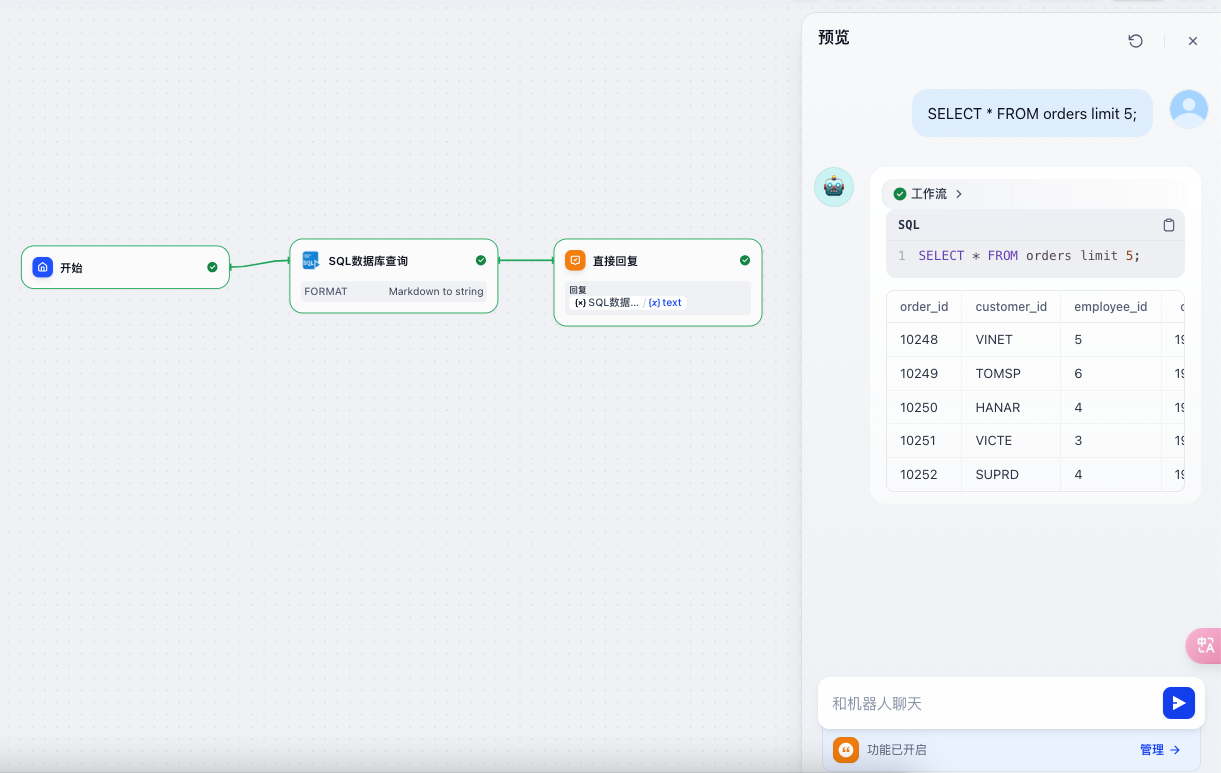 预览
SELECT * FROM orders limit 5;
工作流
SQL
1 SELECT * FROM orders limit 5;
order_id customer_id employee_id
10248 VINET 5 19
10249 TOMSP 6 19
10250 HANAR 4 19
10251 VICTE 3 19
10252 SUPRD 4 19
开始
SQL数据库查询
FORMAT Markdown to string
直接回复
回复
{x} SQL数据... / {x} text
中A
和机器人聊天
功能已开启
管理 →